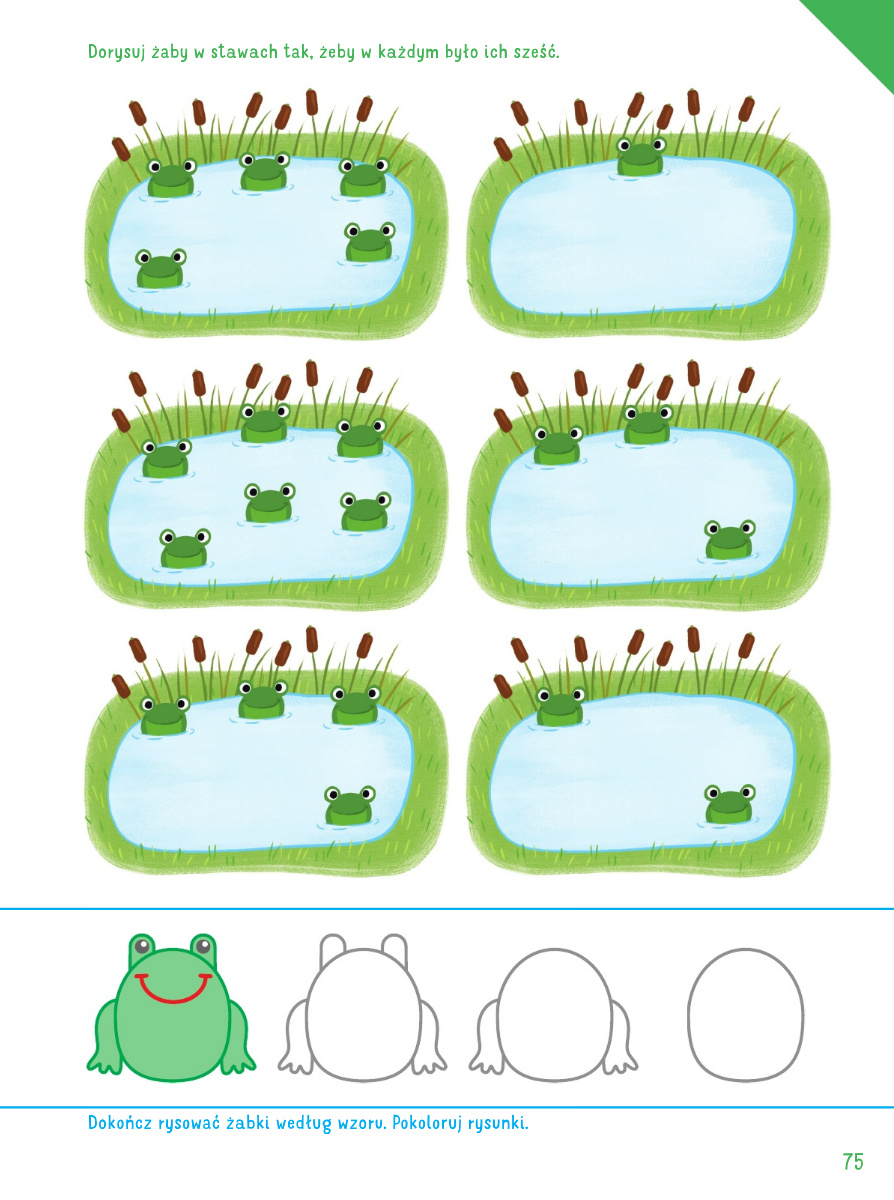 Dorysuj żaby w stawach tak, żeby w każdym było ich sześć.
Dokończ rysować żabki według wzoru. Pokoloruj rysunki.
75